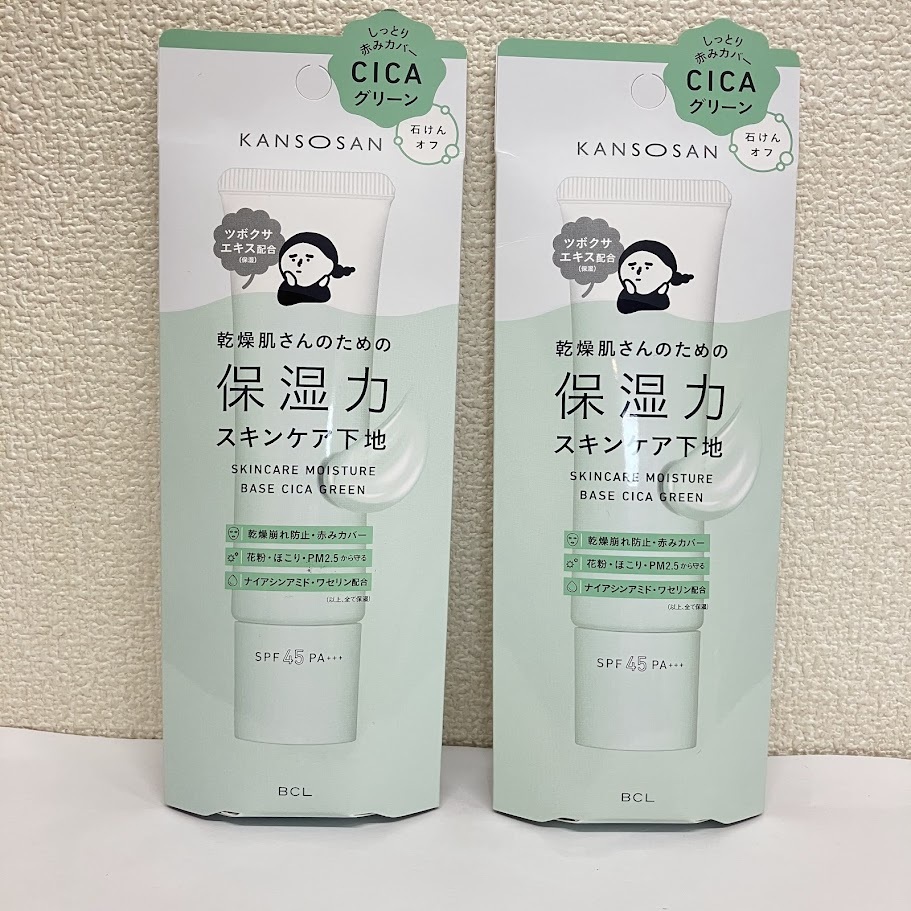 しっとり
赤みカバー
CICA
グリーン
石けん
オフ
KANSOSAN
ツボクサ
エキス配合
(保湿)
乾燥肌さんのための
保湿力
スキンケア下地
SKINCARE MOISTURE
BASE CICA GREEN
乾燥崩れ防止・赤みカバー
花粉・ほこり・PM2.5から守る
ナイアシンアミド・ワセリン配合
(以上、全て保湿)
SPF 45 PA+++
BCL
しっとり
赤みカバー
CICA
グリーン
石けん
オフ
KANSOSAN
ツボクサ
エキス配合
(保湿)
乾燥肌さんのための
保湿力
スキンケア下地
SKINCARE MOISTURE
BASE CICA GREEN
乾燥崩れ防止・赤みカバー
花粉・ほこり・PM2.5から守る
ナイアシンアミド・ワセリン配合
(以上、全て保湿)
SPF 45 PA+++
BCL